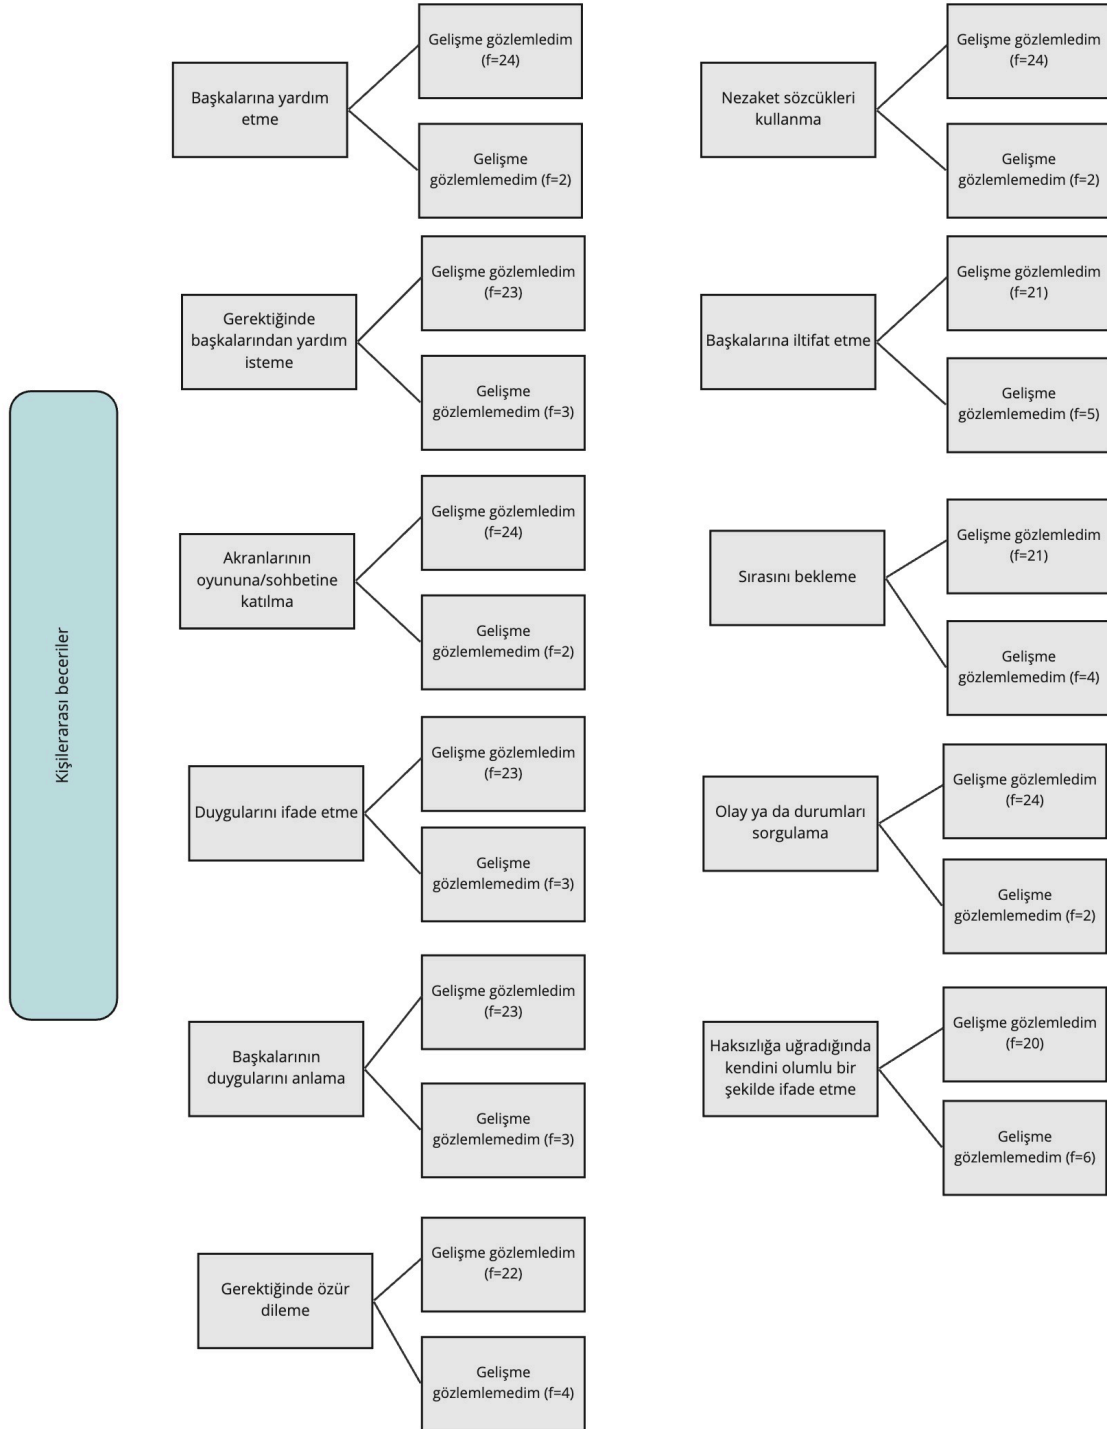 Kişilerarası beceriler
Başkalarına yardım
etme
Gelişme gözlemledim
(f=24)
Gelişme
gözlemlemedim (f=2)
Gerektiğinde
başkalarından yardım
isteme
Gelişme gözlemledim
(f=23)
Gelişme
gözlemlemedim (f=3)
Akranlarının
oyununa/sohbetine
katılma
Gelişme gözlemledim
(f=24)
Gelişme
gözlemlemedim (f=2)
Duygularını ifade etme
Gelişme gözlemledim
(f=23)
Gelişme
gözlemlemedim (f=3)
Başkalarının
duygularını anlama
Gelişme gözlemledim
(f=23)
Gelişme
gözlemlemedim (f=3)
Gerektiğinde özür
dileme
Gelişme gözlemledim
(f=22)
Gelişme
gözlemlemedim (f=4)
Nezaket sözcükleri
kullanma
Gelişme gözlemledim
(f=24)
Gelişme
gözlemlemedim (f=2)
Başkalarına iltifat etme
Gelişme gözlemledim
(f=21)
Gelişme
gözlemlemedim (f=5)
Sırasını bekleme
Gelişme gözlemledim
(f=21)
Gelişme
gözlemlemedim (f=4)
Olay ya da durumları
sorgulama
Gelişme gözlemledim
(f=24)
Gelişme
gözlemlemedim (f=2)
Haksızlığa uğradığında
kendini olumlu bir
şekilde ifade etme
Gelişme gözlemledim
(f=20)
Gelişme
gözlemlemedim (f=6)